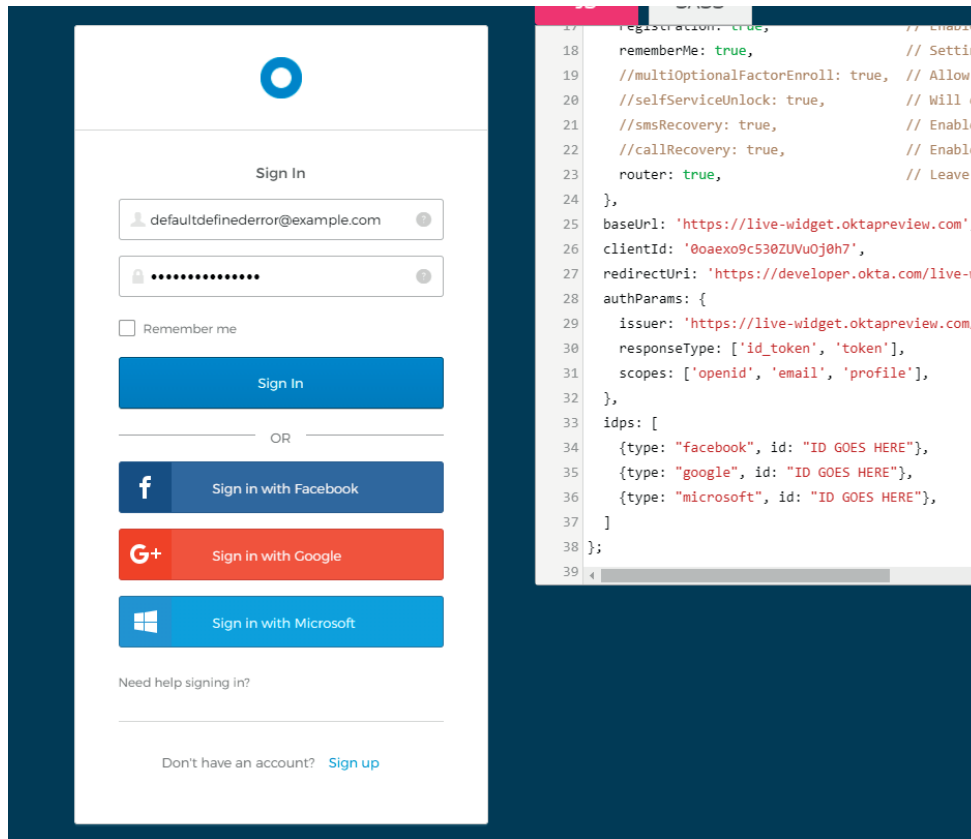 Sign In
defaultdefinederror@example.com
Remember me
Sign In
OR
f Sign in with Facebook
G+ Sign in with Google
Sign in with Microsoft
Need help signing in?
Don't have an account? Sign up
17 registration: true, // Enable
18 rememberMe: true, // Settin
19 //multiOptionalFactorEnroll: true, // Allow
20 //selfServiceUnlock: true, // Will
21 //smsRecovery: true, // Enable
22 //callRecovery: true, // Enable
23 router: true, // Leave
24 },
25 baseUrl: 'https://live-widget.oktapreview.com'
26 clientId: '0oaexo9c530ZUVuOj0h7',
27 redirectUri: 'https://developer.okta.com/live-w
28 authParams: {
29 issuer: 'https://live-widget.oktapreview.com/
30 responseType: ['id_token', 'token'],
31 scopes: ['openid', 'email', 'profile'],
32 },
33 idps: [
34 {type: "facebook", id: "ID GOES HERE"},
35 {type: "google", id: "ID GOES HERE"},
36 {type: "microsoft", id: "ID GOES HERE"},
37 ]
38 };
39